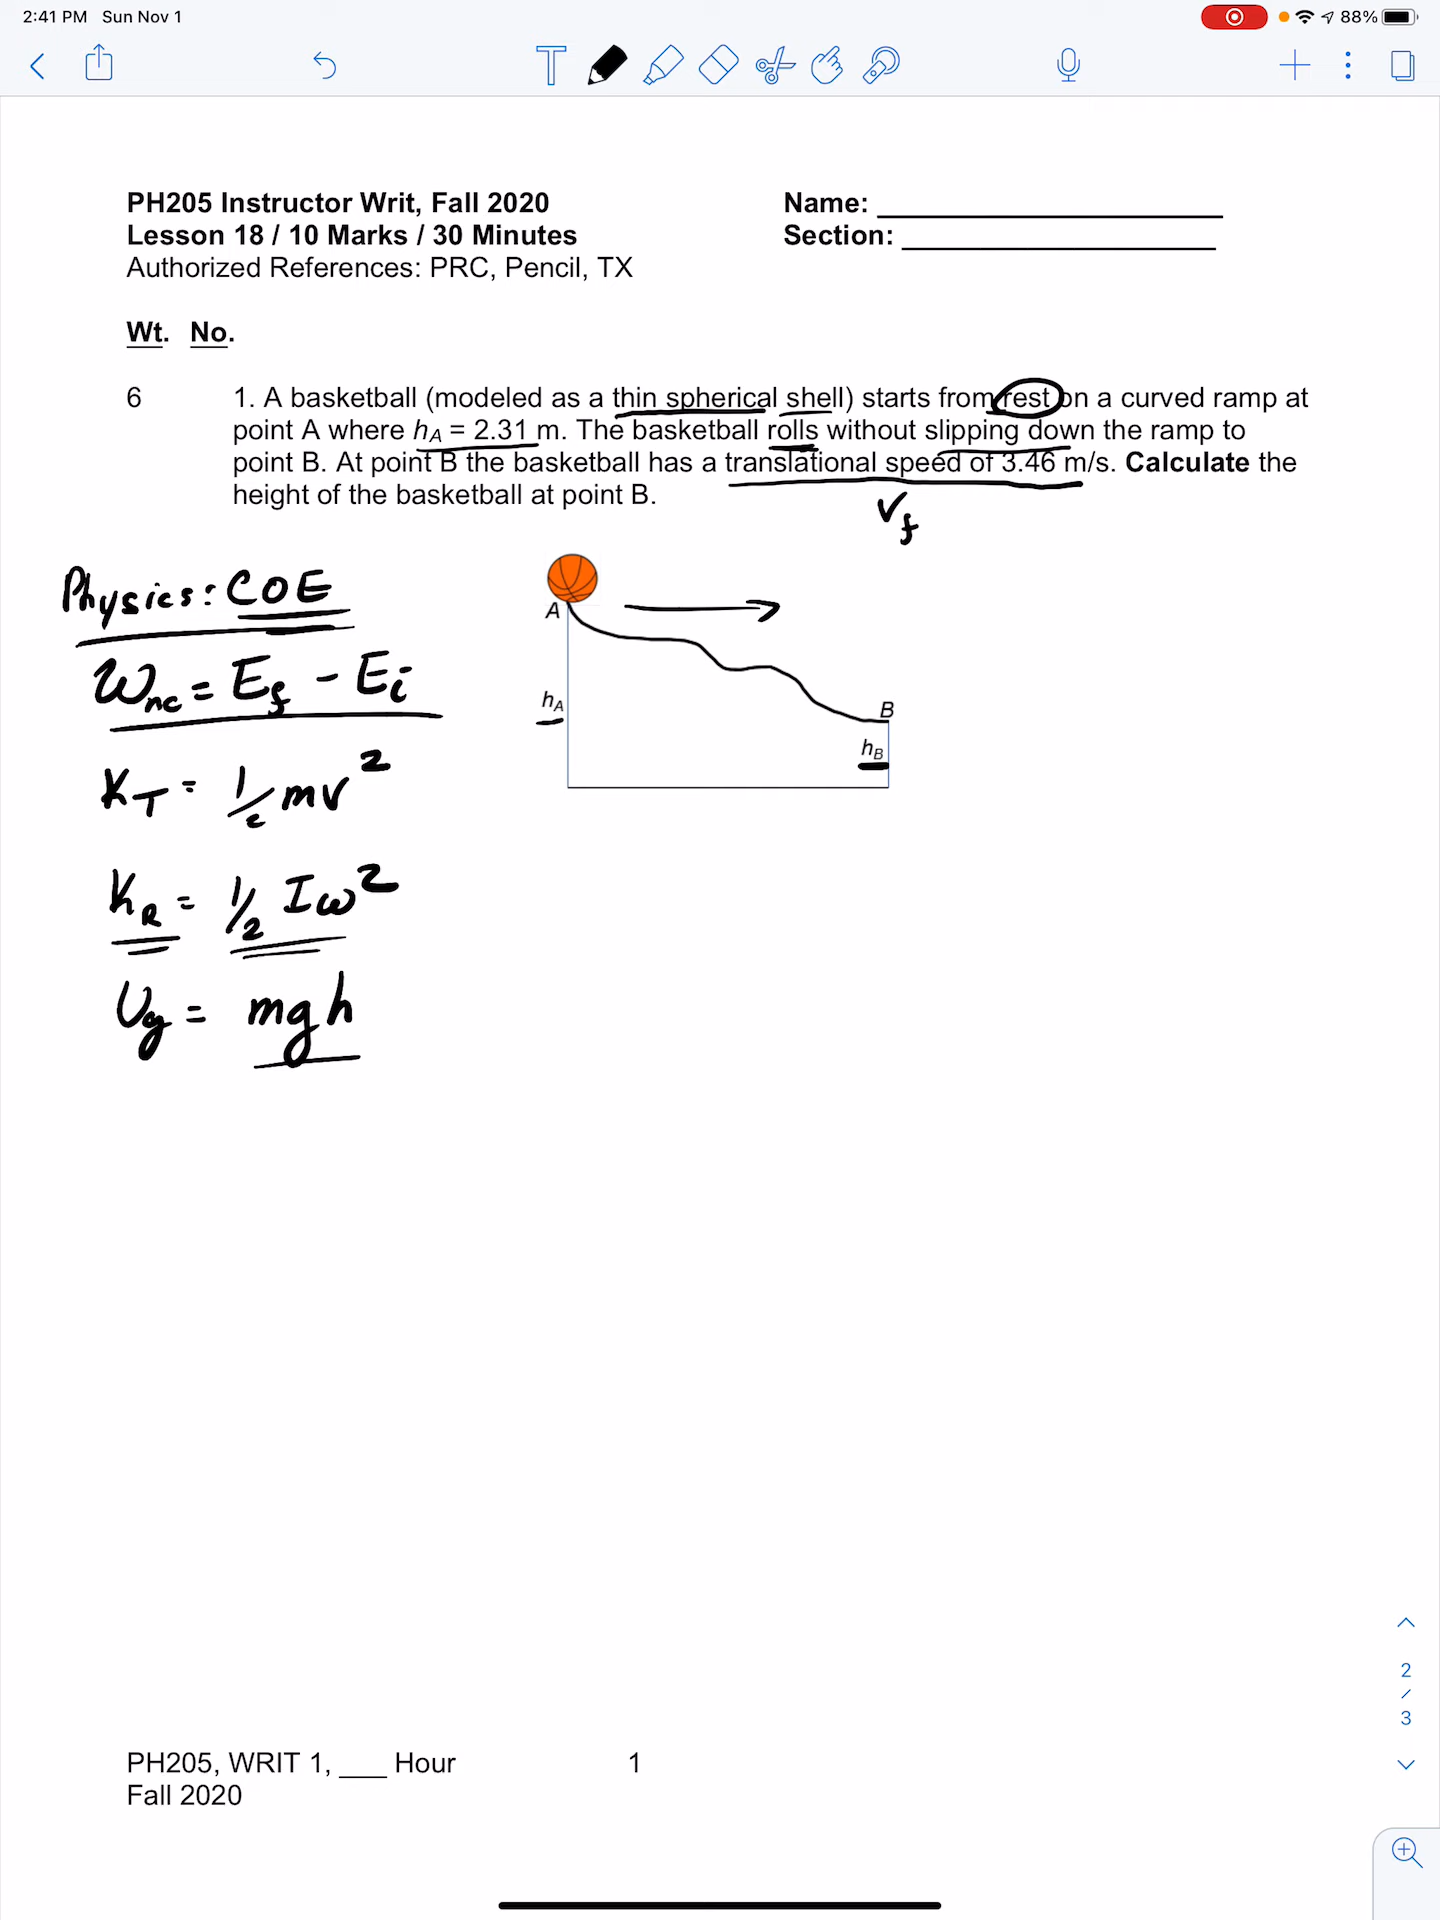 2:41 PM Sun Nov 1
88%
PH205 Instructor Writ, Fall 2020
Name: ____________________
Section: ____________________
Lesson 18 / 10 Marks / 30 Minutes
Authorized References: PRC, Pencil, TX
Wt. No.
6 1. A basketball (modeled as a thin spherical shell) starts from rest on a curved ramp at
point A where hA = 2.31 m. The basketball rolls without slipping down the ramp to
point B. At point B the basketball has a translational speed of 3.46 m/s. Calculate the
height of the basketball at point B.
Vf
Physics: COE
Wnc = Ef - Ei
KT = 1/2 mv²
KR = 1/2 Iω²
Ug = mgh
A
hA
B
hB
2
/
3
PH205, WRIT 1, ___ Hour
1
Fall 2020